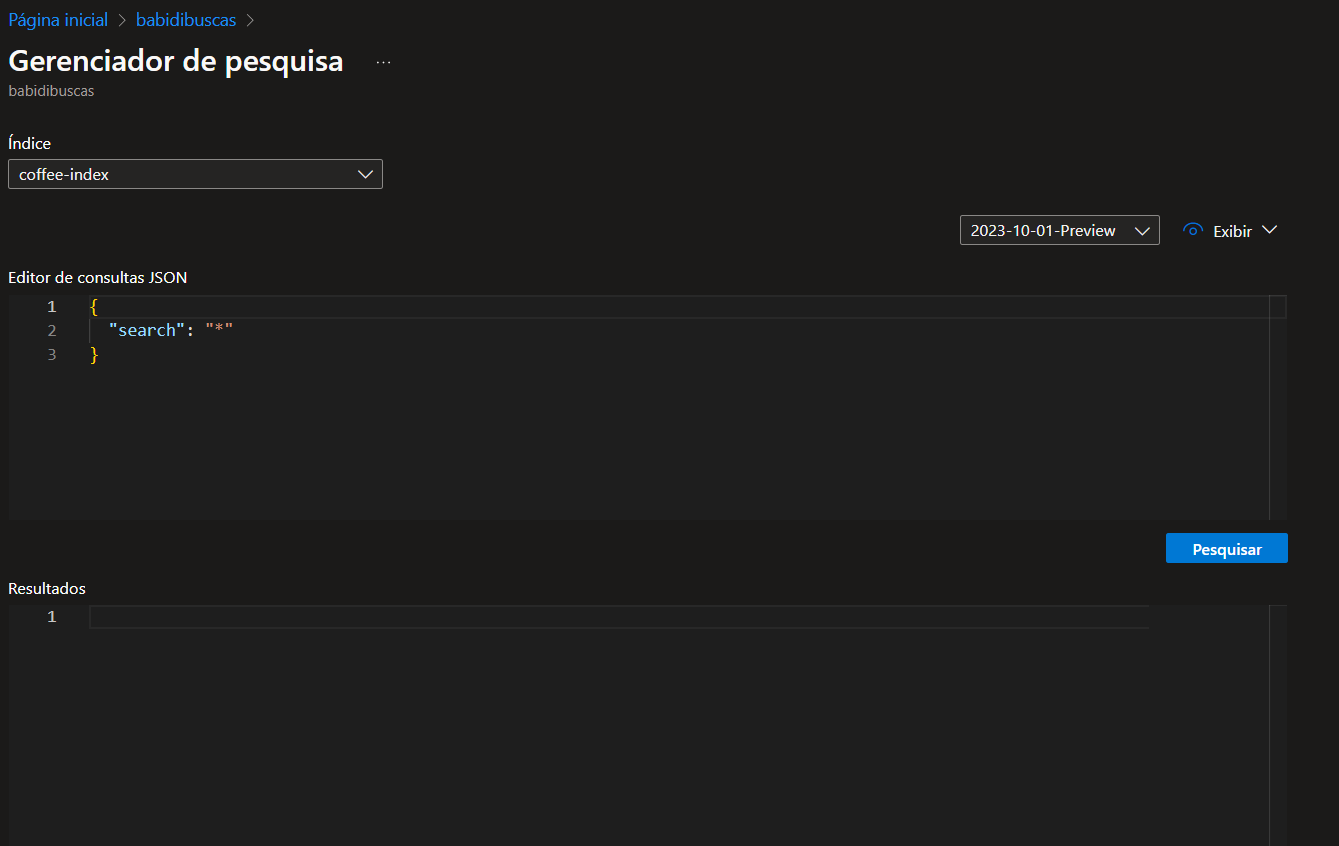 Página inicial > babidibuscas >
Gerenciador de pesquisa ...
babidibuscas
Índice
coffee-index
2023-10-01-Preview Exibir
Editor de consultas JSON
1 {
2 "search": "*"
3 }
Pesquisar
Resultados
1